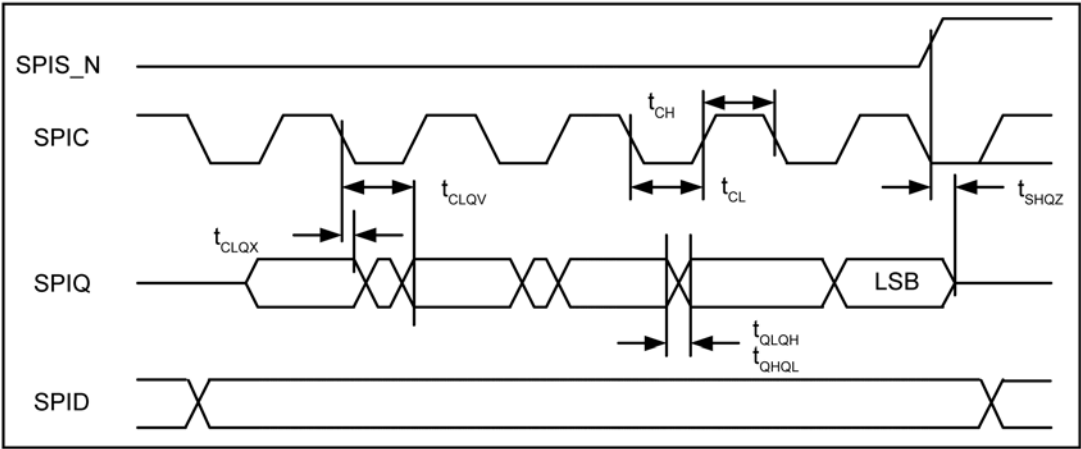 SPIS_N
SPIC
t_CH
t_CLQV
t_CL
t_SHQZ
t_CLQX
SPIQ
LSB
t_QLQH
t_QHQL
SPID